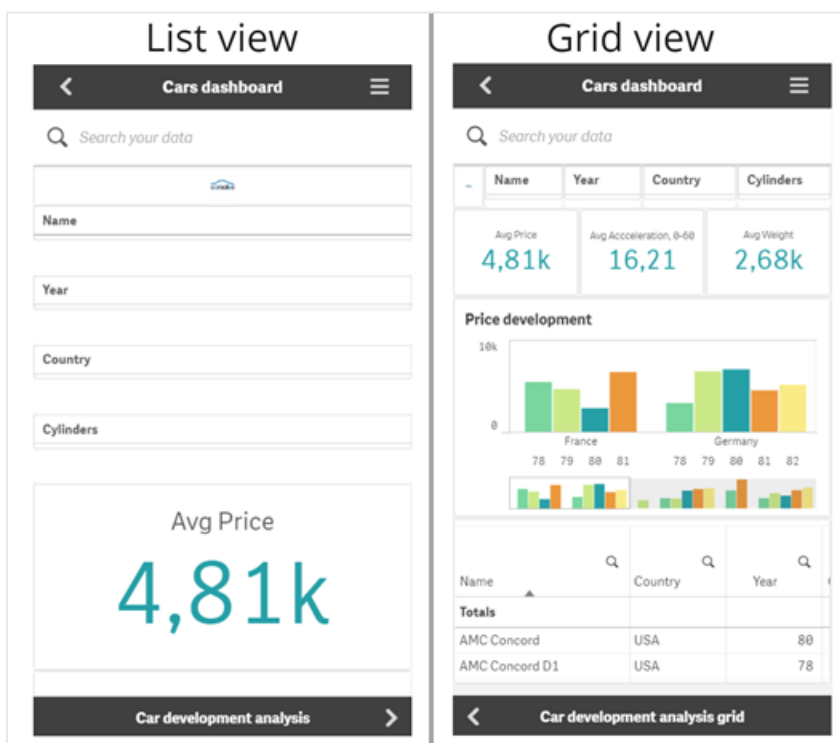 List view
Cars dashboard
Search your data
Name
Year
Country
Cylinders
Avg Price
4,81k
Car development analysis
Grid view
Cars dashboard
Search your data
Name Year Country Cylinders
Avg Price Avg Accceleration, 0-60 Avg Weight
4,81k 16,21 2,68k
Price development
10k
0
France Germany
78 79 80 81 78 79 80 81 82
Name Country Year
Totals
AMC Concord USA 80
AMC Concord D1 USA 78
Car development analysis grid